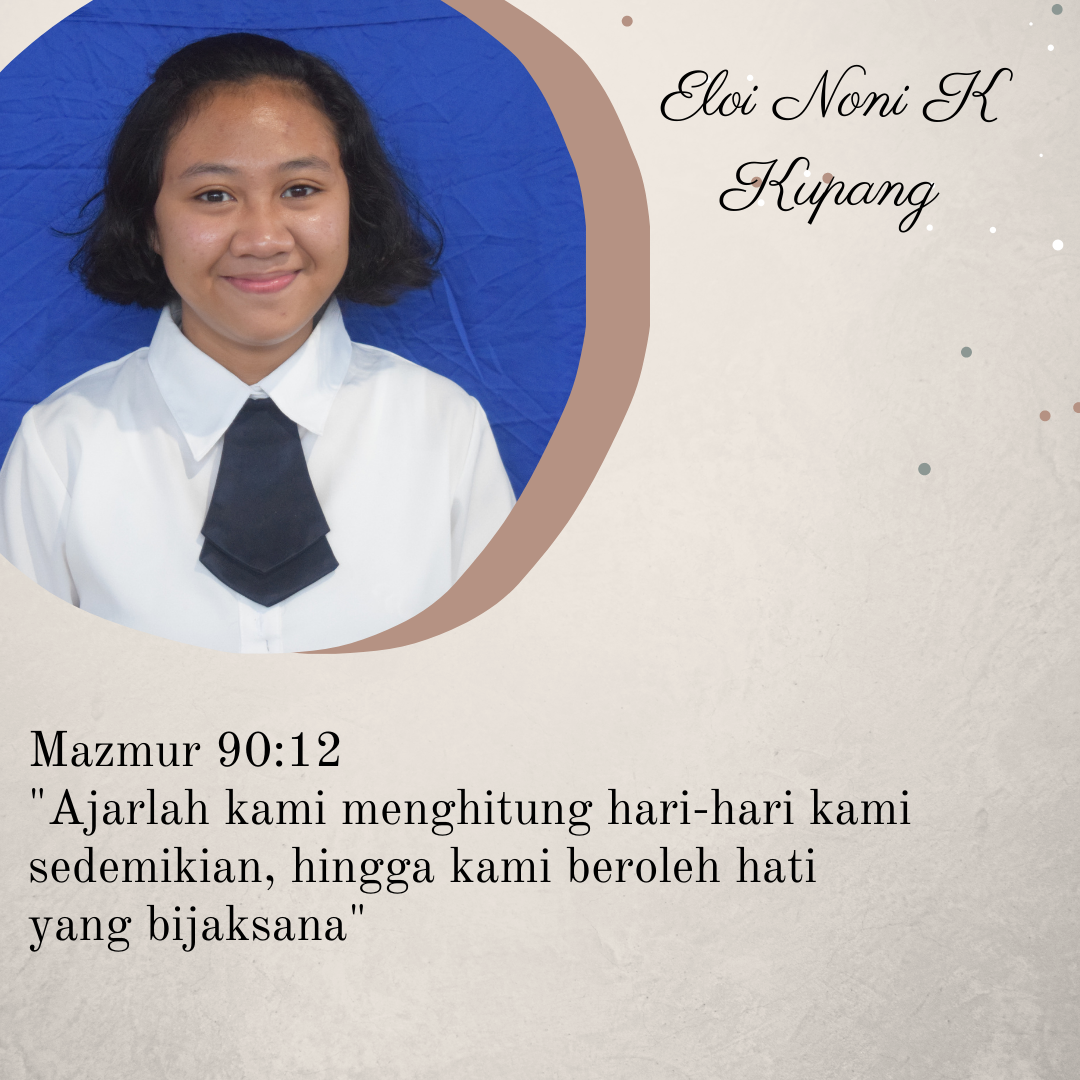 Eloi Noni K
Kupang
Mazmur 90:12
"Ajarlah kami menghitung hari-hari kami
sedemikian, hingga kami beroleh hati
yang bijaksana"